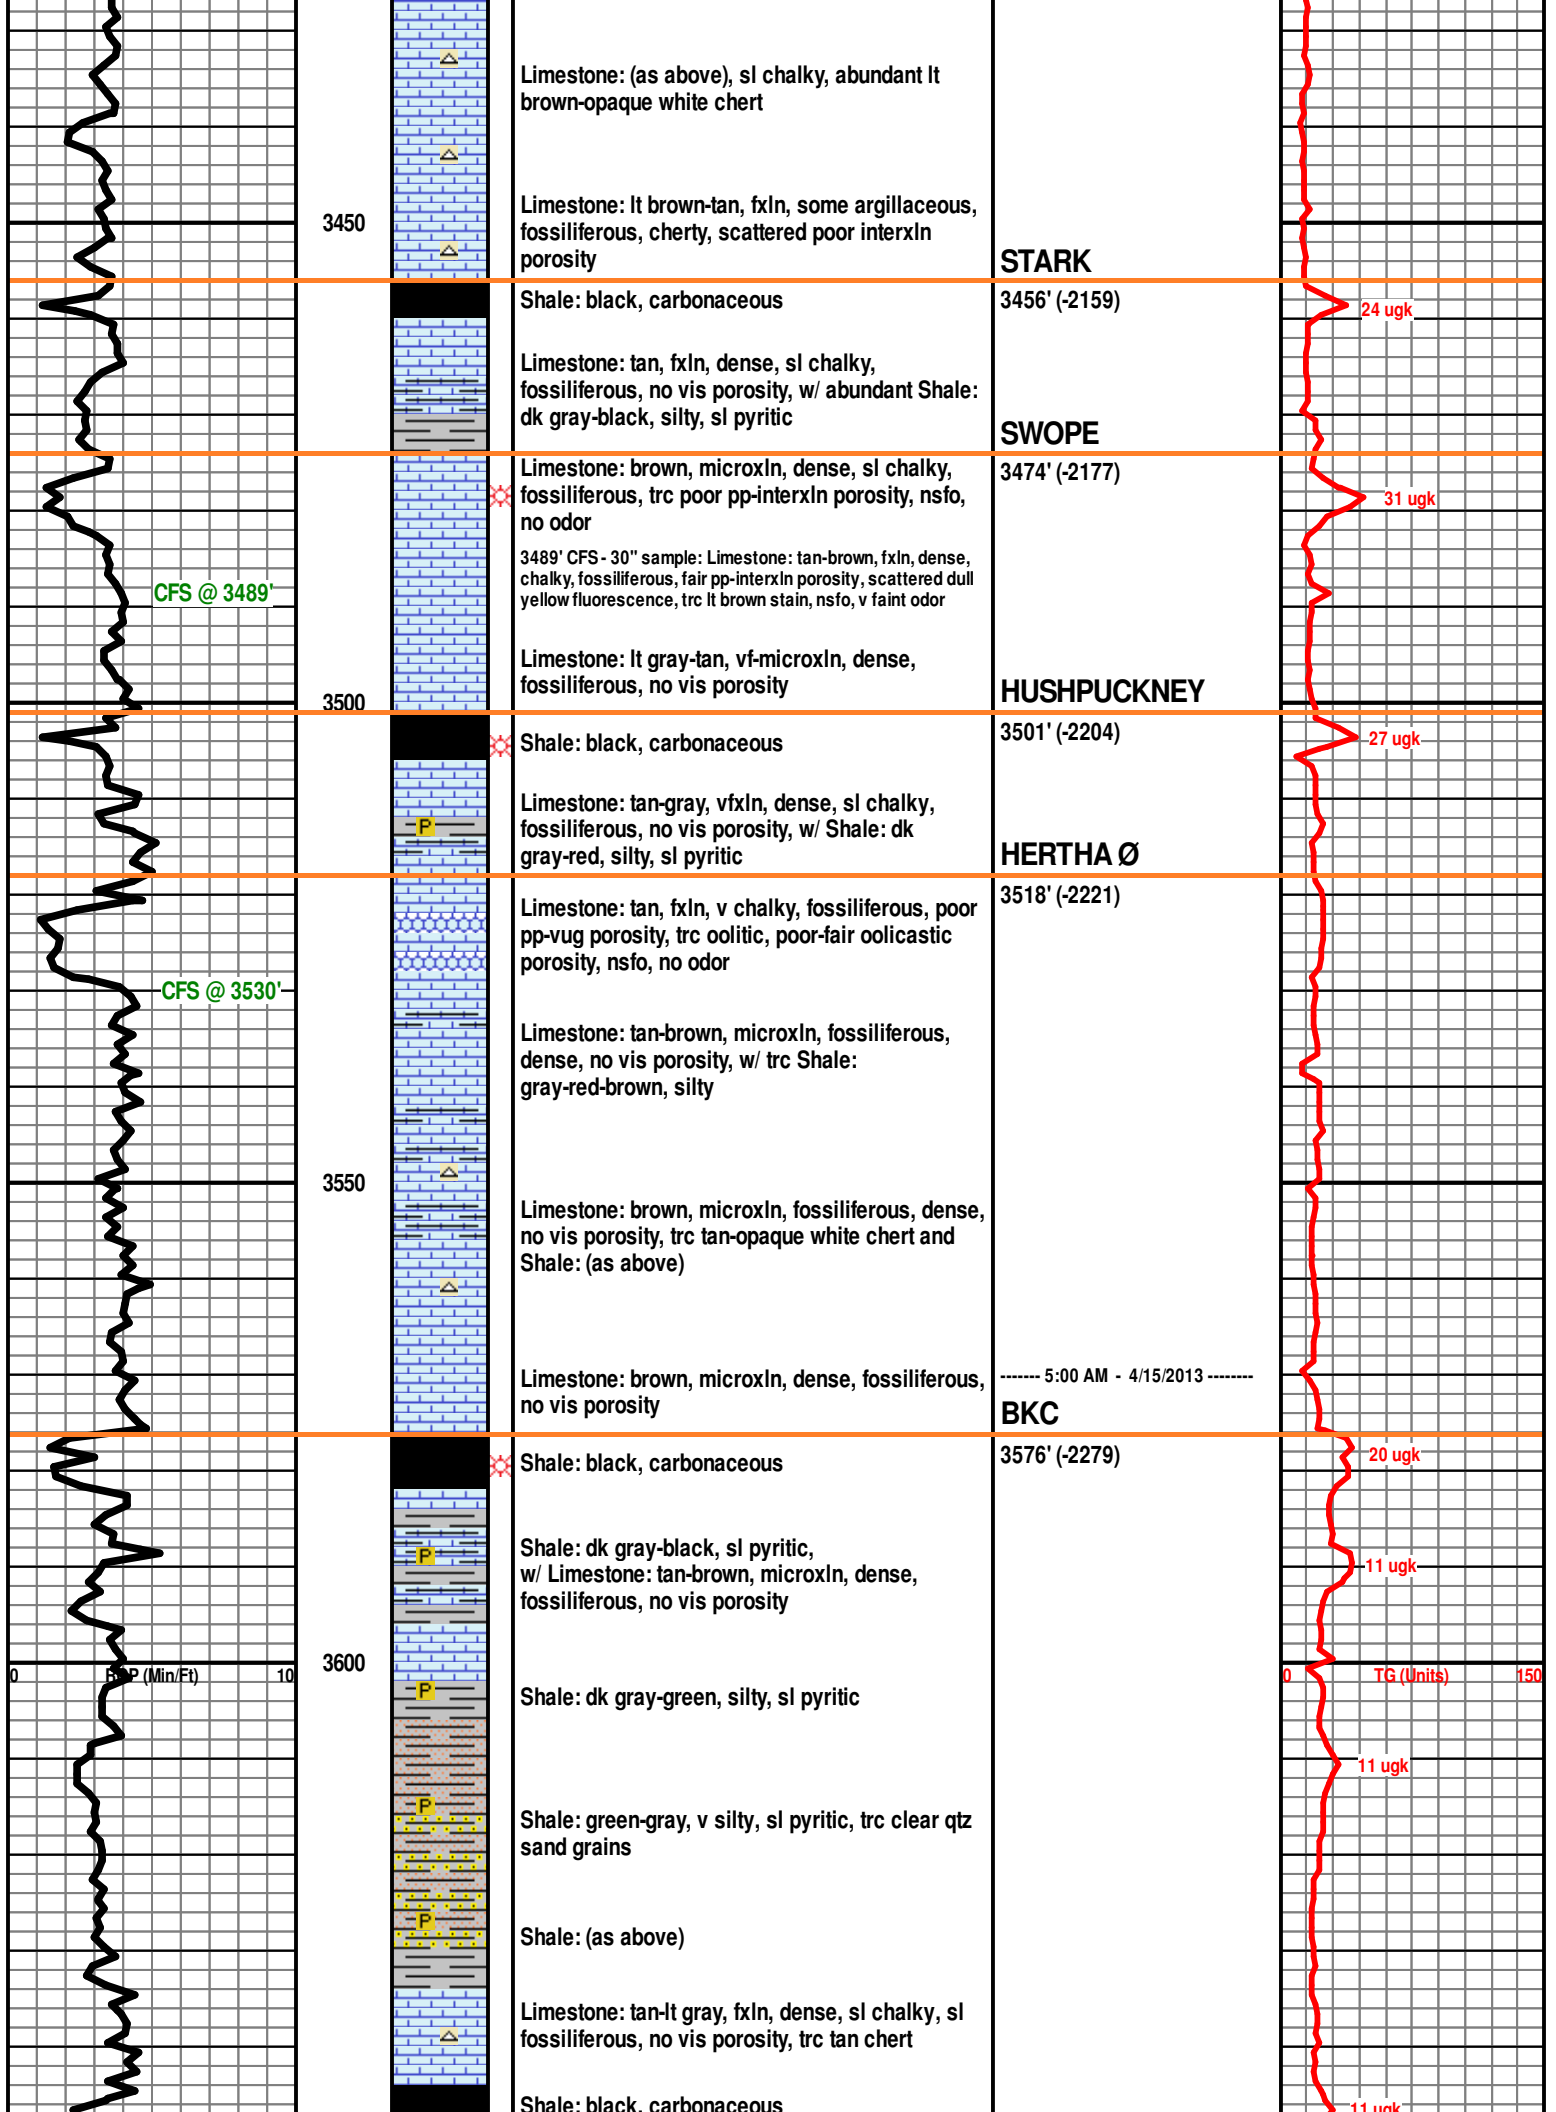 Limestone: (as above), sl chalky, abundant lt
brown-opaque white chert
3450
Limestone: lt brown-tan, fxln, some argillaceous,
fossiliferous, cherty, scattered poor interxln
porosity
STARK
Shale: black, carbonaceous
3456' (-2159)
24 ugk
Limestone: tan, fxln, dense, sl chalky,
fossiliferous, no vis porosity, w/ abundant Shale:
dk gray-black, silty, sl pyritic
SWOPE
Limestone: brown, microxln, dense, sl chalky,
fossiliferous, trc poor pp-interxln porosity, nsfo,
no odor
3474' (-2177)
31 ugk
3489' CFS - 30" sample: Limestone: tan-brown, fxln, dense,
chalky, fossiliferous, fair pp-interxln porosity, scattered dull
yellow fluorescence, trc lt brown stain, nsfo, v faint odor
CFS @ 3489'
Limestone: lt gray-tan, vf-microxln, dense,
fossiliferous, no vis porosity
HUSHPUCKNEY
3500
Shale: black, carbonaceous
3501' (-2204)
27 ugk
Limestone: tan-gray, vfxln, dense, sl chalky,
fossiliferous, no vis porosity, w/ Shale: dk
gray-red, silty, sl pyritic
P
HERTHA Ø
3518' (-2221)
Limestone: tan, fxln, v chalky, fossiliferous, poor
pp-vug porosity, trc oolitic, poor-fair oolicastic
porosity, nsfo, no odor
CFS @ 3530'
Limestone: tan-brown, microxln, fossiliferous,
dense, no vis porosity, w/ trc Shale:
gray-red-brown, silty
3550
Limestone: brown, microxln, fossiliferous, dense,
no vis porosity, trc tan-opaque white chert and
Shale: (as above)
Limestone: brown, microxln, dense, fossiliferous,
no vis porosity
------- 5:00 AM - 4/15/2013 --------
BKC
Shale: black, carbonaceous
3576' (-2279)
20 ugk
Shale: dk gray-black, sl pyritic,
w/ Limestone: tan-brown, microxln, dense,
fossiliferous, no vis porosity
P
11 ugk
3600
0 ROP (Min/Ft) 10
0 TG (Units) 150
Shale: dk gray-green, silty, sl pyritic
P
11 ugk
P
Shale: green-gray, v silty, sl pyritic, trc clear qtz
sand grains
P
Shale: (as above)
Limestone: tan-lt gray, fxln, dense, sl chalky, sl
fossiliferous, no vis porosity, trc tan chert
Shale: black, carbonaceous
11 ugk